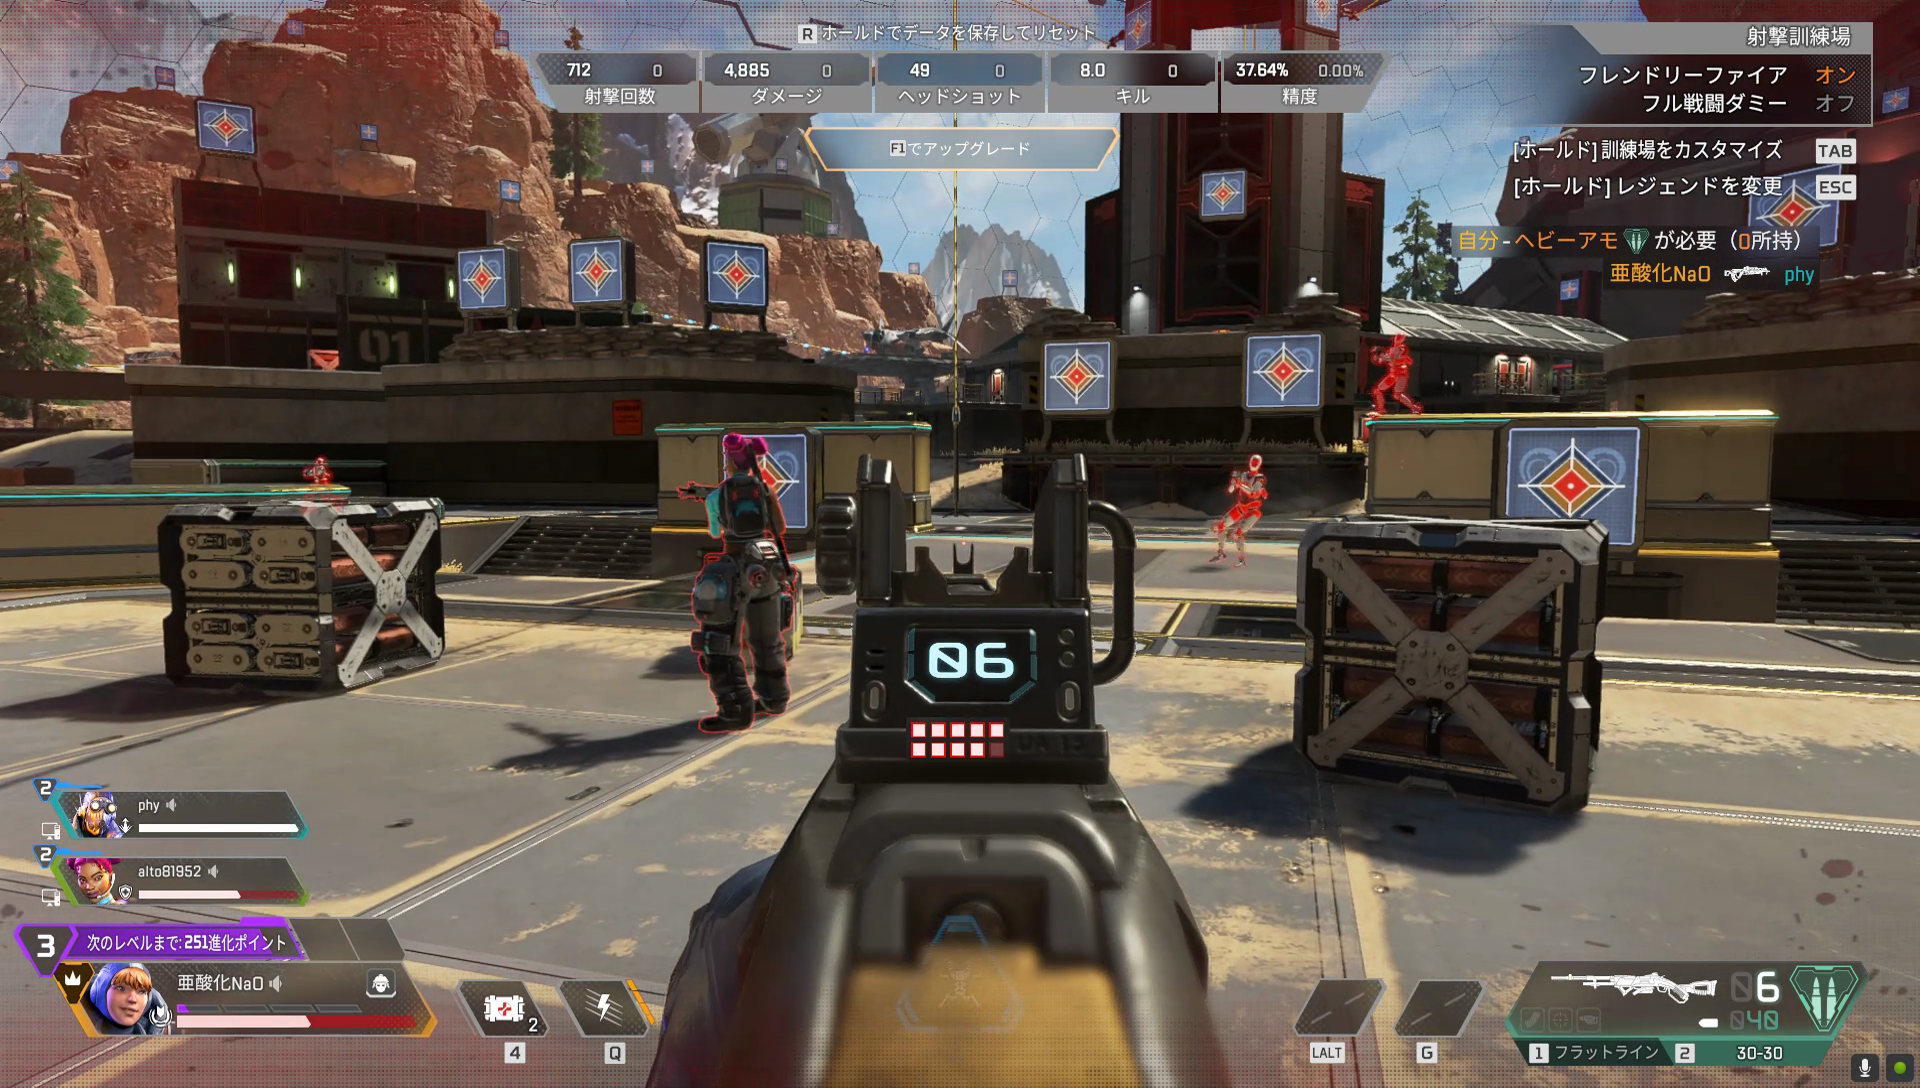 R ホールドでデータを保存してリセット
712 0 射撃回数
4,885 0 ダメージ
49 0 ヘッドショット
8.0 0 キル
37.64% 0.00% 精度
F1でアップグレード
射撃訓練場
フレンドリーファイア オン
フル戦闘ダミー オフ
[ホールド]訓練場をカスタマイズ TAB
[ホールド]レジェンドを変更 ESC
自分-ヘビーアモ が必要（0所持）
亜酸化NaO phy
01
06
2
phy
2
alto81952
3 次のレベルまで:251進化ポイント
亜酸化NaO
2
4
Q
LALT
G
06
040
1 フラットライン 2 30-30